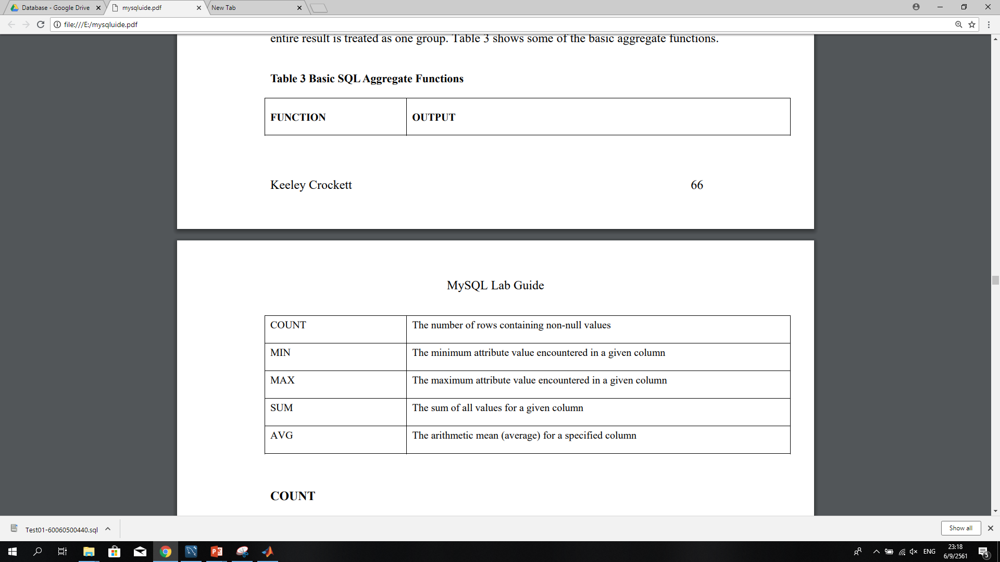 Database - Google Drive
mysqluide.pdf
New Tab
file:///E:/mysqluide.pdf
entire result is treated as one group. Table 3 shows some of the basic aggregate functions.
Table 3 Basic SQL Aggregate Functions
FUNCTION OUTPUT
Keeley Crockett 66
MySQL Lab Guide
COUNT The number of rows containing non-null values
MIN The minimum attribute value encountered in a given column
MAX The maximum attribute value encountered in a given column
SUM The sum of all values for a given column
AVG The arithmetic mean (average) for a specified column
COUNT
Test01-60060500440.sql
Show all
ENG
23:18
6/9/2561
5